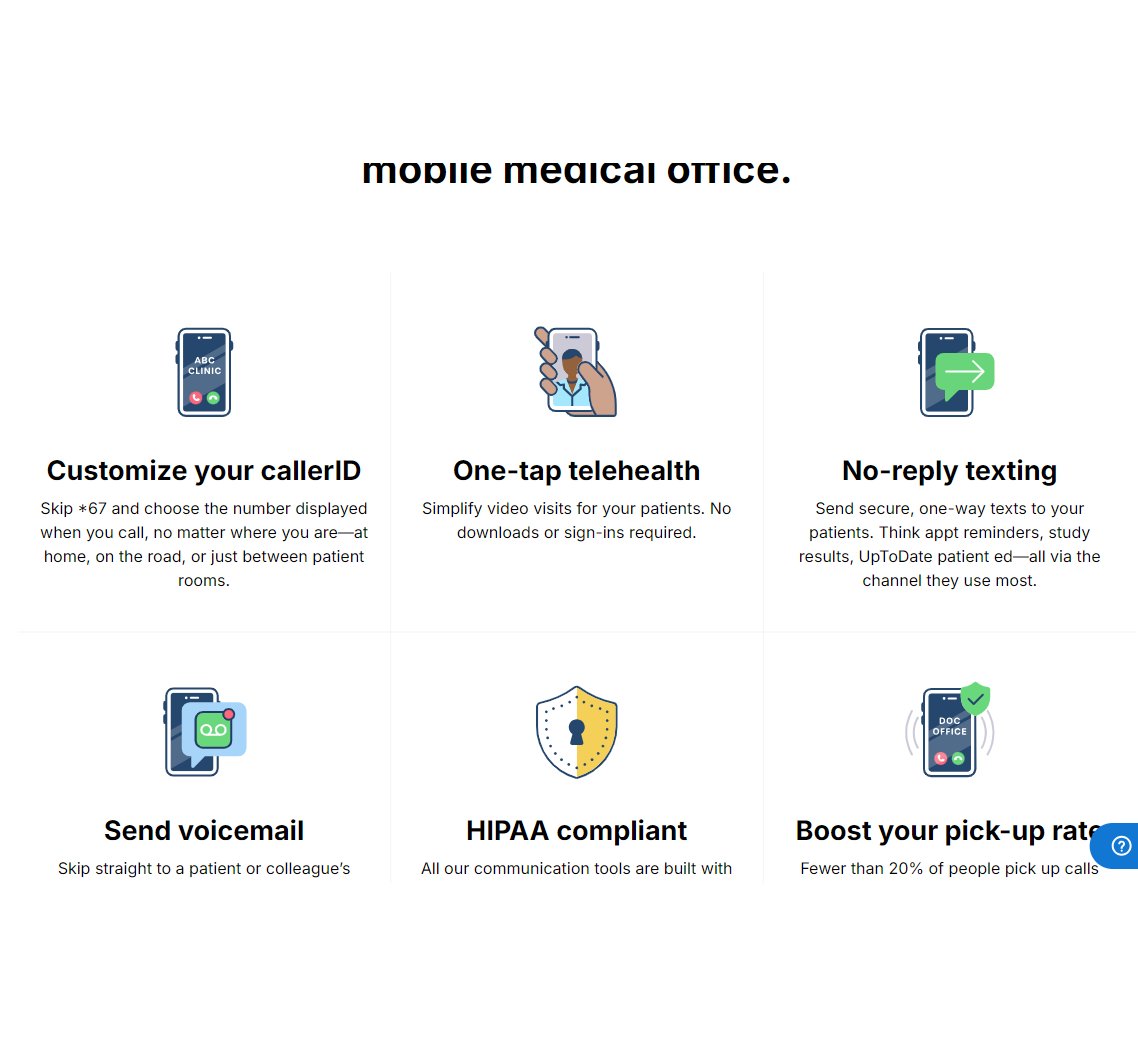 mobile medical office.
ABC
CLINIC
Customize your callerID
Skip *67 and choose the number displayed
when you call, no matter where you are—at
home, on the road, or just between patient
rooms.
One-tap telehealth
Simplify video visits for your patients. No
downloads or sign-ins required.
No-reply texting
Send secure, one-way texts to your
patients. Think appt reminders, study
results, UpToDate patient ed—all via the
channel they use most.
Send voicemail
Skip straight to a patient or colleague’s
HIPAA compliant
All our communication tools are built with
DOC
OFFICE
Boost your pick-up rate
Fewer than 20% of people pick up calls
?